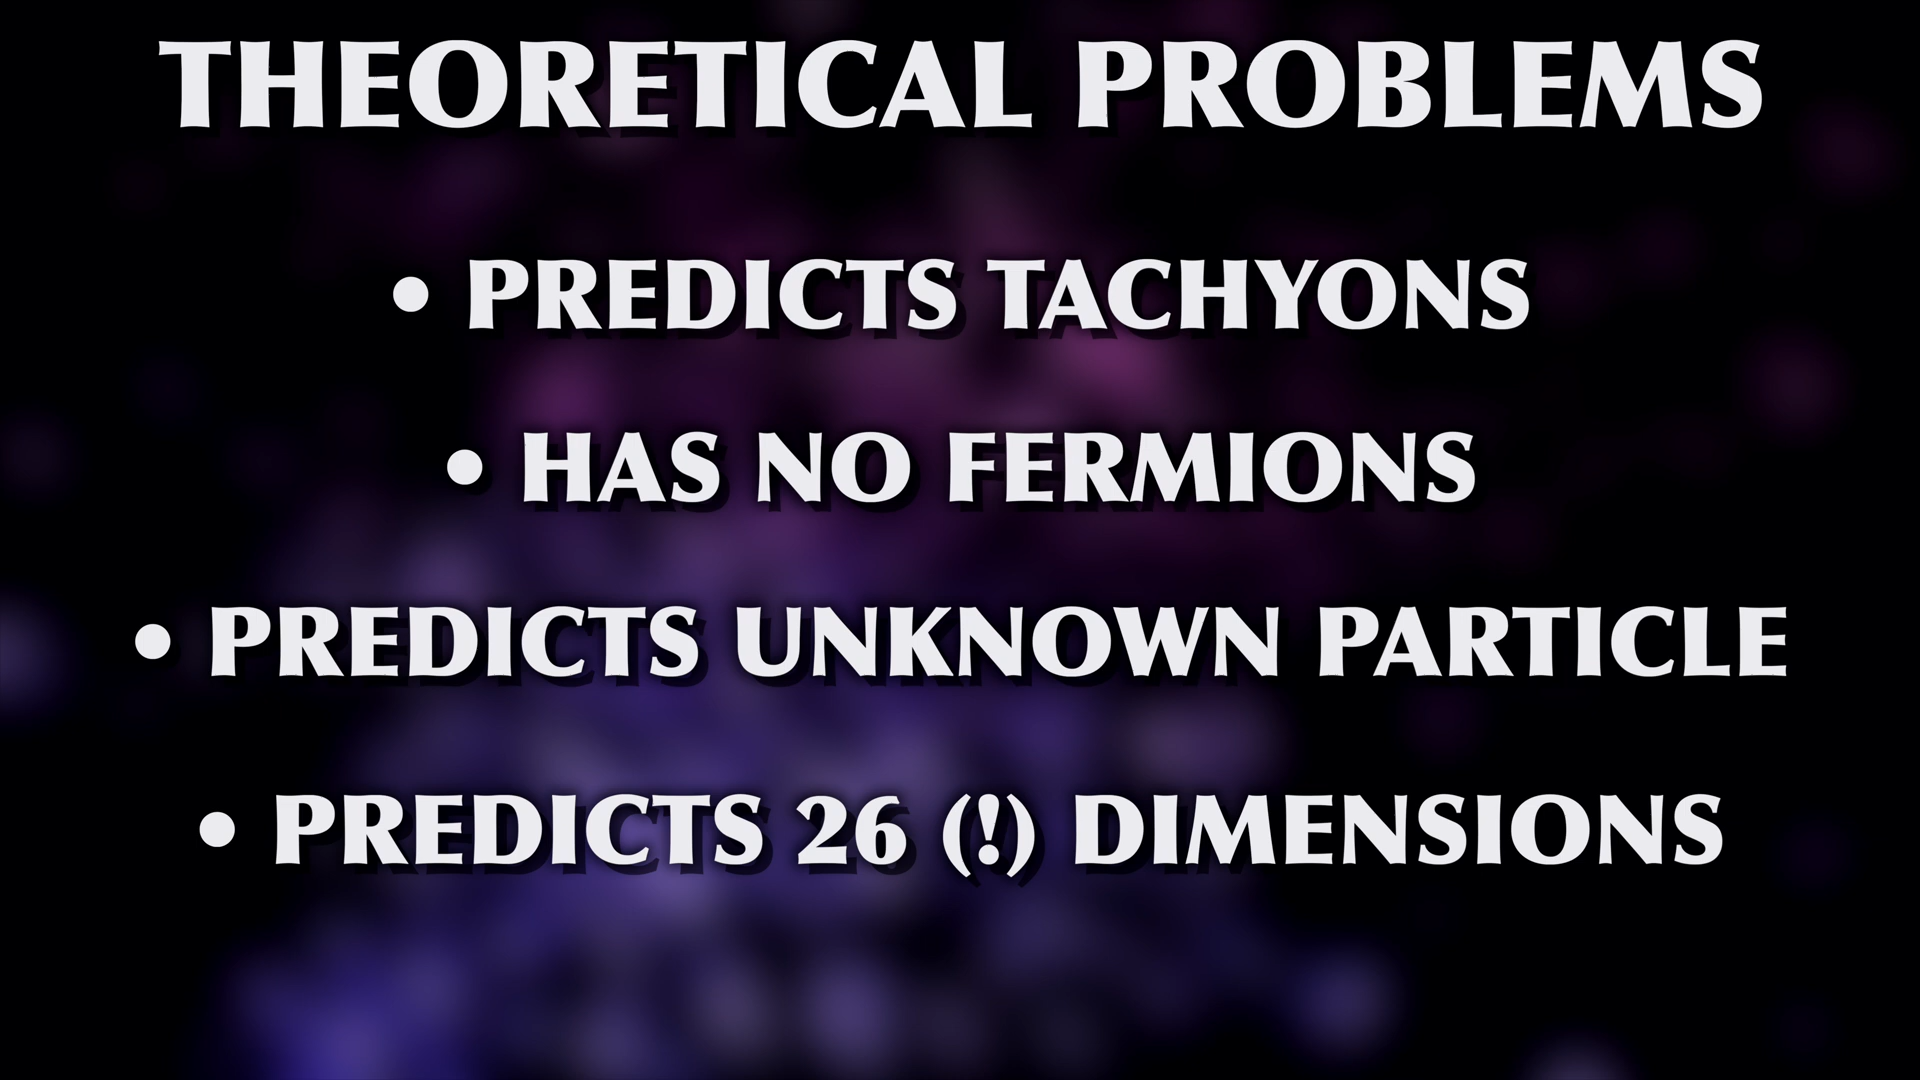 THEORETICAL PROBLEMS
• PREDICTS TACHYONS
• HAS NO FERMIONS
• PREDICTS UNKNOWN PARTICLE
• PREDICTS 26 (!) DIMENSIONS